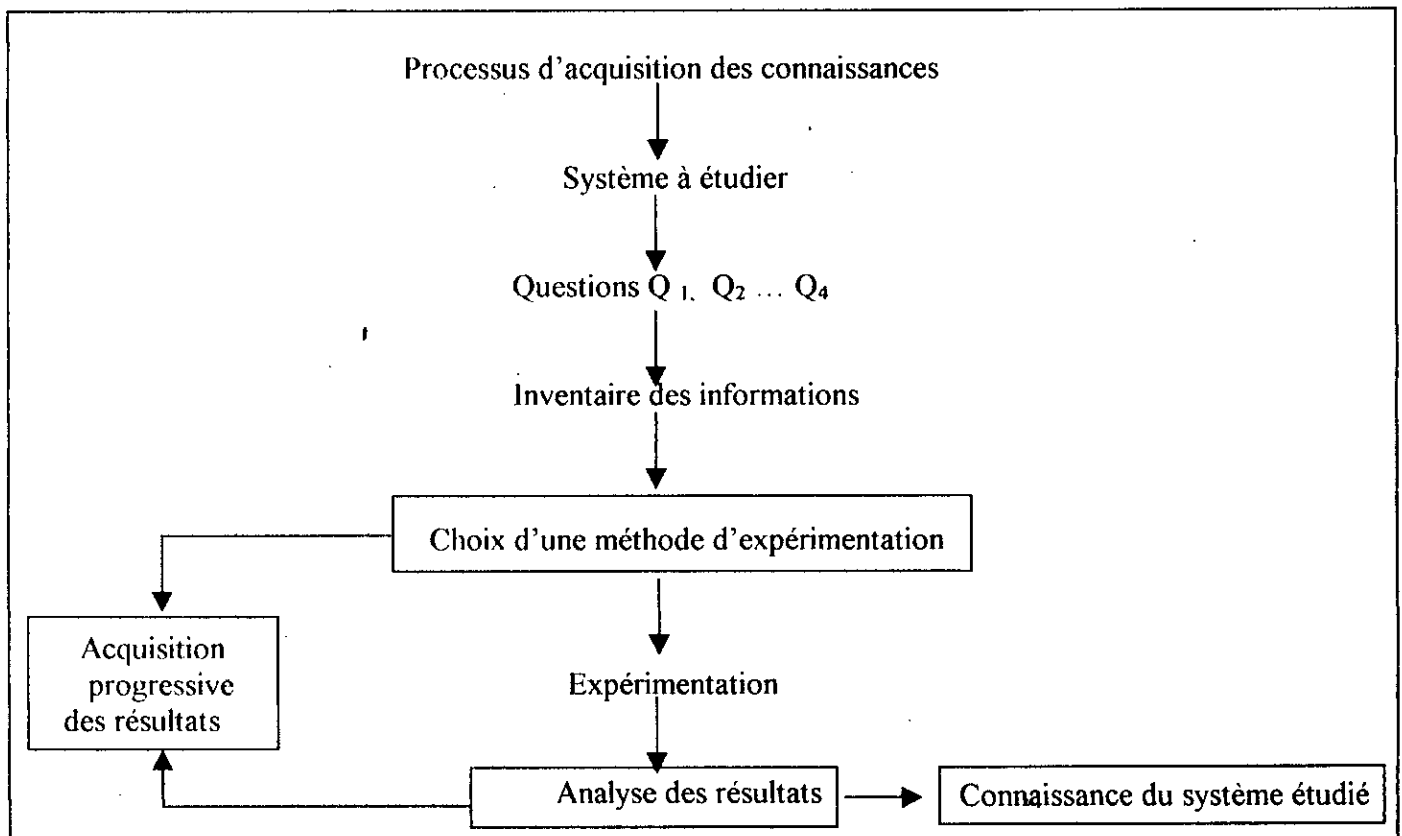 Processus d'acquisition des connaissances
Système à étudier
Questions Q 1, Q2 ... Q4
Inventaire des informations
Choix d'une méthode d'expérimentation
Acquisition
progressive
des résultats
Expérimentation
Analyse des résultats
Connaissance du système étudié